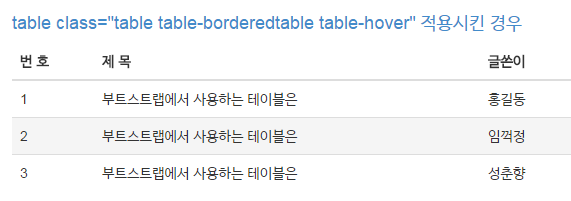 table class="table table-borderedtable table-hover" 적용시킨 경우
번 호 제 목 글쓴이
1 부트스트랩에서 사용하는 테이블은 홍길동
2 부트스트랩에서 사용하는 테이블은 임꺽정
3 부트스트랩에서 사용하는 테이블은 성춘향